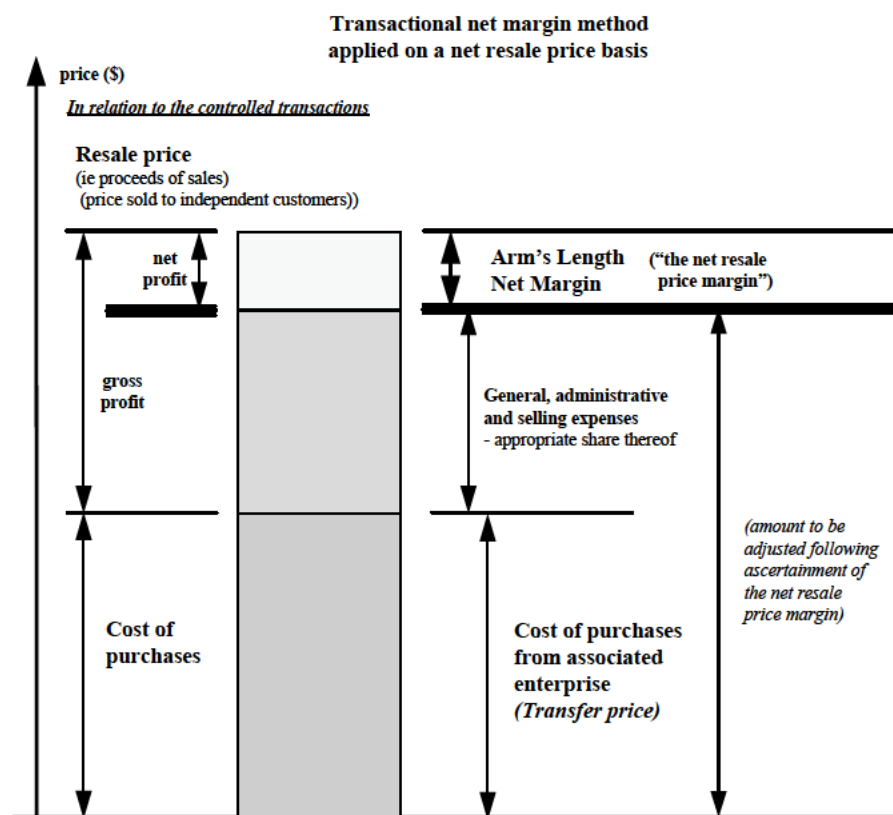 Transactional net margin method
applied on a net resale price basis
price ($)
In relation to the controlled transactions
Resale price
(ie proceeds of sales)
(price sold to independent customers))
net
profit
Arm's Length
Net Margin
("the net resale
price margin")
gross
profit
General, administrative
and selling expenses
- appropriate share thereof
(amount to be
adjusted following
ascertainment of
the net resale
price margin)
Cost of
purchases
Cost of purchases
from associated
enterprise
(Transfer price)